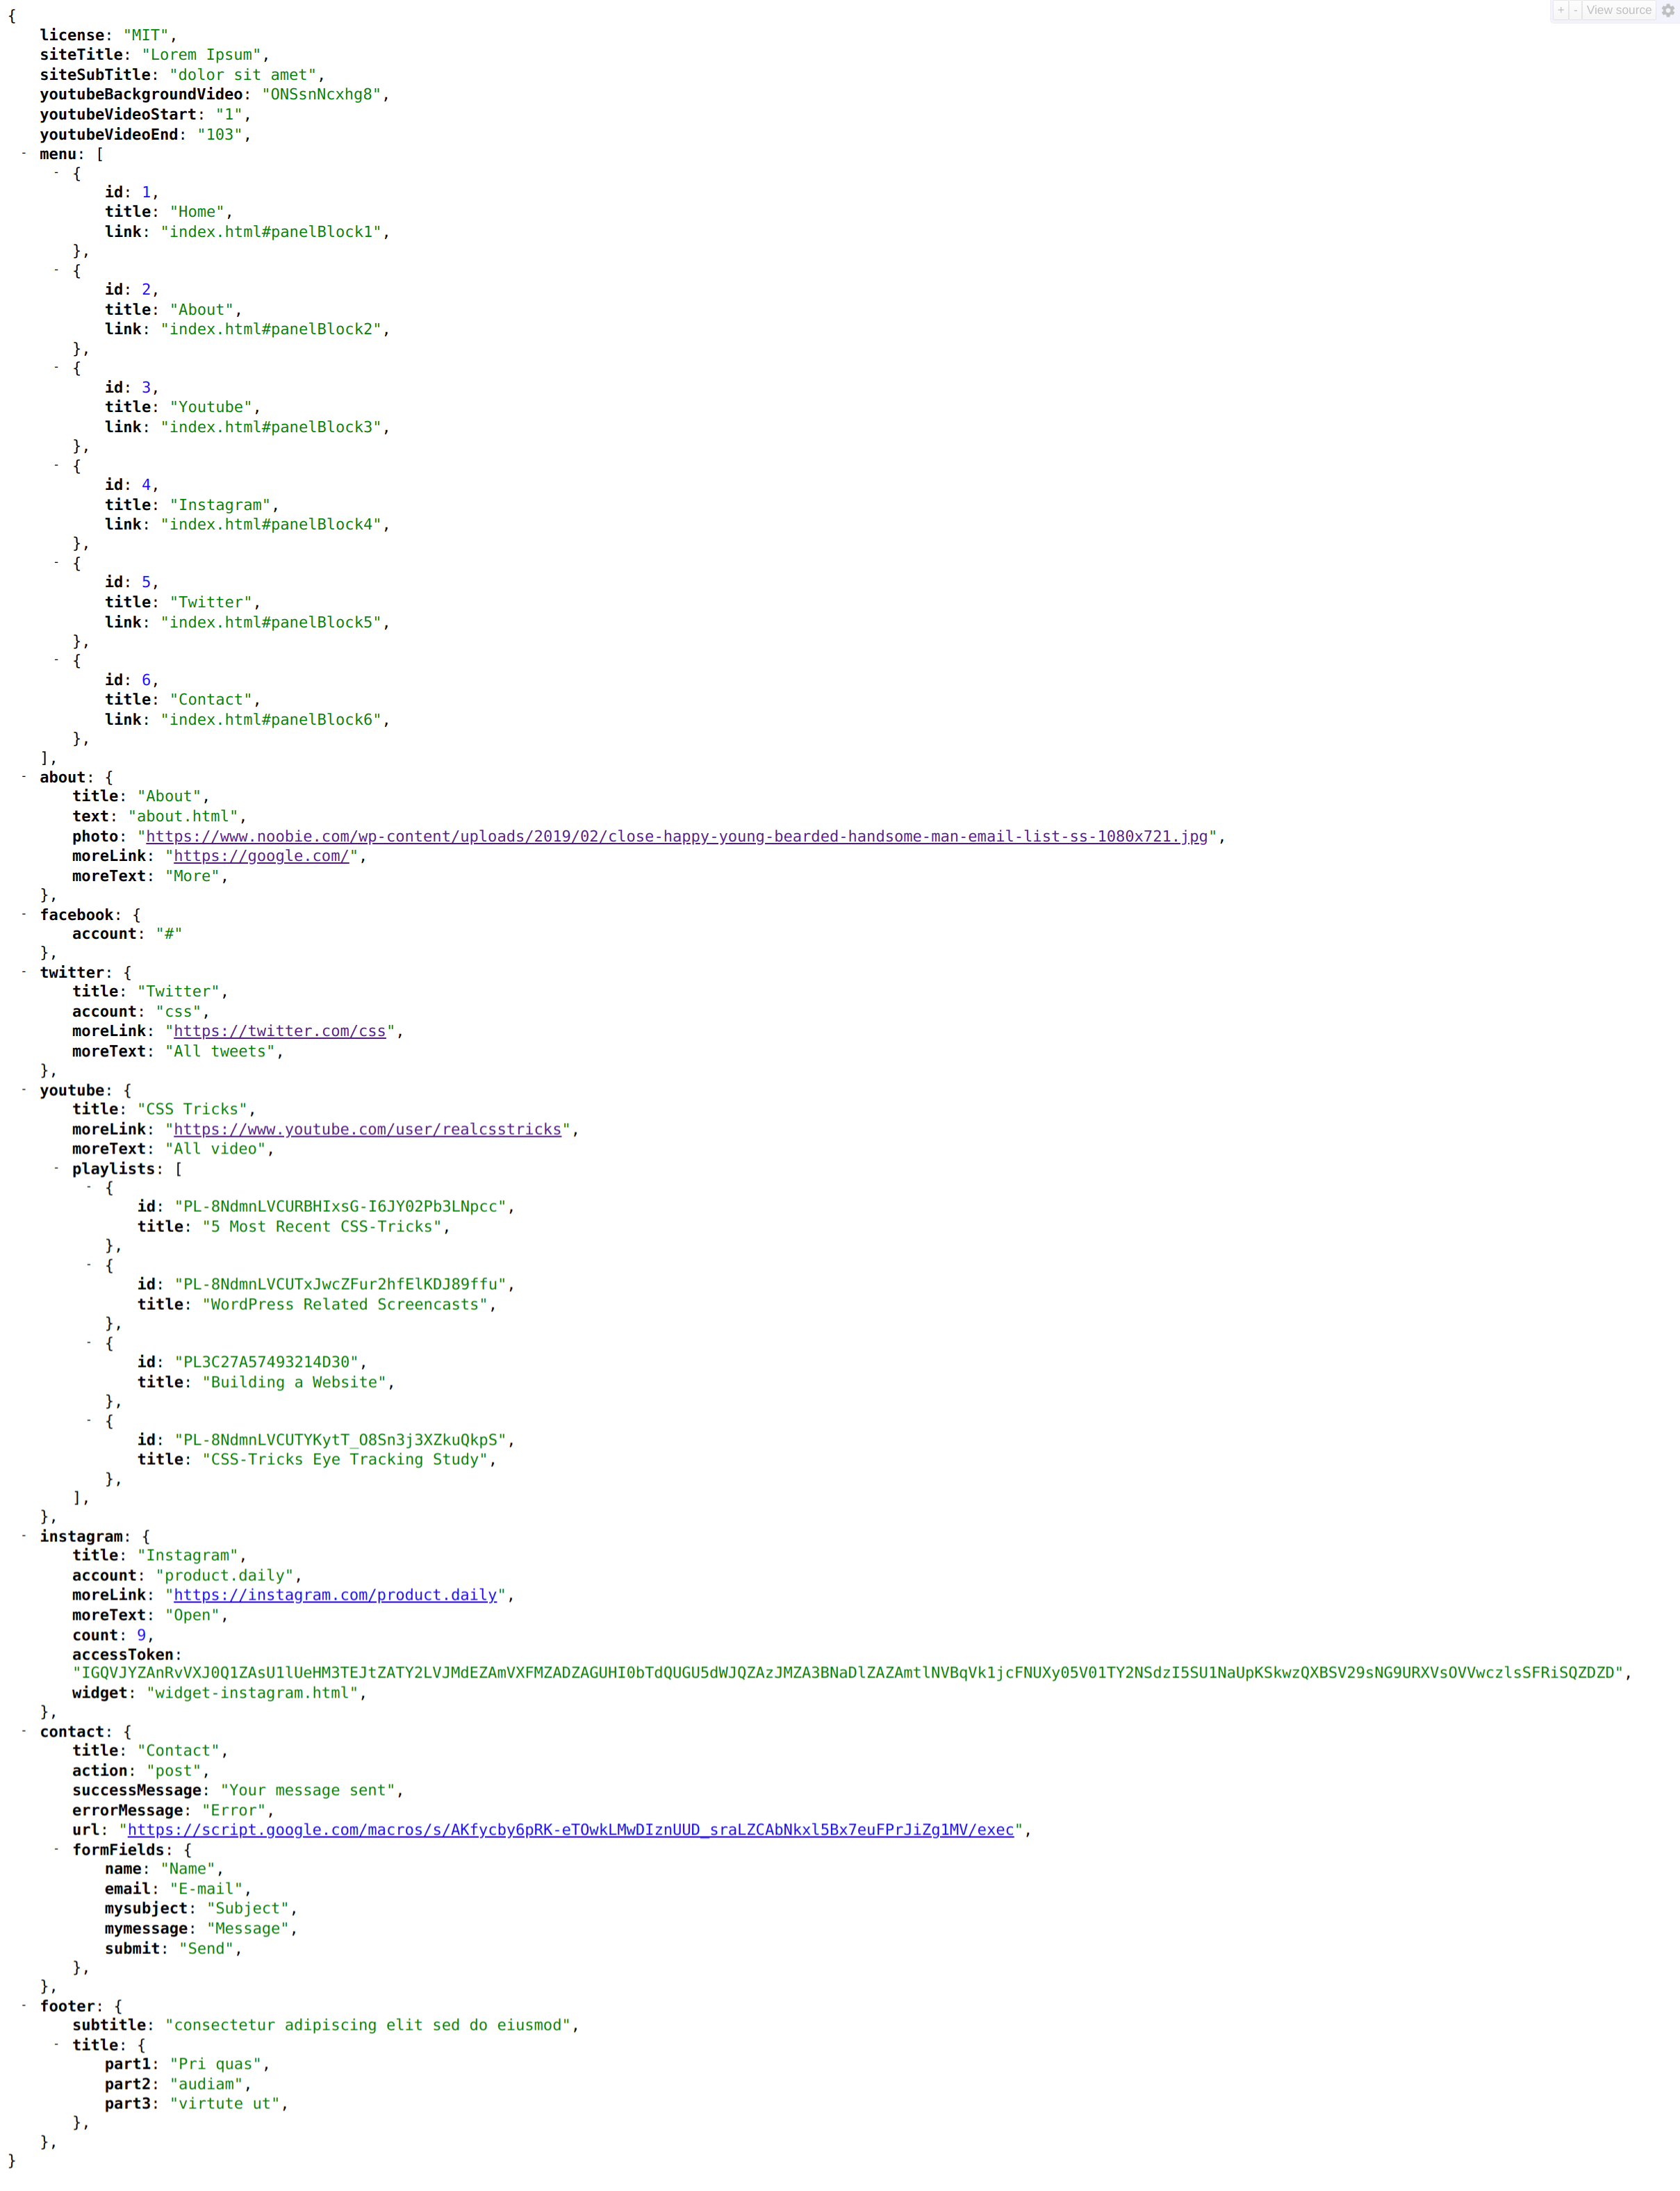 + - View source
{
license: "MIT",
siteTitle: "Lorem Ipsum",
siteSubTitle: "dolor sit amet",
youtubeBackgroundVideo: "ONSsnNcxhg8",
youtubeVideoStart: "1",
youtubeVideoEnd: "103",
- menu: [
- {
id: 1,
title: "Home",
link: "index.html#panelBlock1",
},
- {
id: 2,
title: "About",
link: "index.html#panelBlock2",
},
- {
id: 3,
title: "Youtube",
link: "index.html#panelBlock3",
},
- {
id: 4,
title: "Instagram",
link: "index.html#panelBlock4",
},
- {
id: 5,
title: "Twitter",
link: "index.html#panelBlock5",
},
- {
id: 6,
title: "Contact",
link: "index.html#panelBlock6",
},
],
- about: {
title: "About",
text: "about.html",
photo: "https://www.noobie.com/wp-content/uploads/2019/02/close-happy-young-bearded-handsome-man-email-list-ss-1080x721.jpg",
moreLink: "https://google.com/",
moreText: "More",
},
- facebook: {
account: "#"
},
- twitter: {
title: "Twitter",
account: "css",
moreLink: "https://twitter.com/css",
moreText: "All tweets",
},
- youtube: {
title: "CSS Tricks",
moreLink: "https://www.youtube.com/user/realcsstricks",
moreText: "All video",
- playlists: [
- {
id: "PL-8NdmnLVCURBHIxsG-I6JY02Pb3LNpcc",
title: "5 Most Recent CSS-Tricks",
},
- {
id: "PL-8NdmnLVCUTxJwcZFur2hfElKDJ89ffu",
title: "WordPress Related Screencasts",
},
- {
id: "PL3C27A57493214D30",
title: "Building a Website",
},
- {
id: "PL-8NdmnLVCUTYKytT_O8Sn3j3XZkuQkpS",
title: "CSS-Tricks Eye Tracking Study",
},
],
},
- instagram: {
title: "Instagram",
account: "product.daily",
moreLink: "https://instagram.com/product.daily",
moreText: "Open",
count: 9,
accessToken:
"IGQVJYZAnRvVXJ0Q1ZAsU1lUeHM3TEJtZATY2LVJMdEZAmVXFMZADZAGUHI0bTdQUGU5dWJQZAzJMZA3BNaDlZAZAmtlNVBqVk1jcFNUXy05V01TY2NSdzI5SU1NaUpKSkwzQXBSV29sNG9URXVsOVVwczlsSFRiSQZDZD",
widget: "widget-instagram.html",
},
- contact: {
title: "Contact",
action: "post",
successMessage: "Your message sent",
errorMessage: "Error",
url: "https://script.google.com/macros/s/AKfycby6pRK-eTOwkLMwDIznUUD_sraLZCAbNkxl5Bx7euFPrJiZg1MV/exec",
- formFields: {
name: "Name",
email: "E-mail",
mysubject: "Subject",
mymessage: "Message",
submit: "Send",
},
},
- footer: {
subtitle: "consectetur adipiscing elit sed do eiusmod",
- title: {
part1: "Pri quas",
part2: "audiam",
part3: "virtute ut",
},
},
}